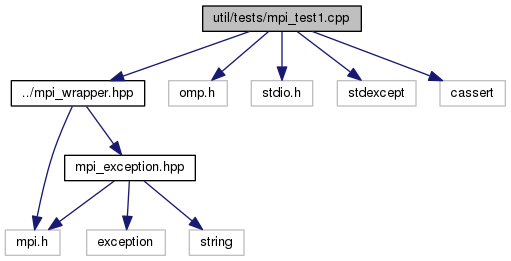 util/tests/mpi_test1.cpp
../mpi_wrapper.hpp
omp.h
stdio.h
stdexcept
cassert
mpi_exception.hpp
mpi.h
exception
string